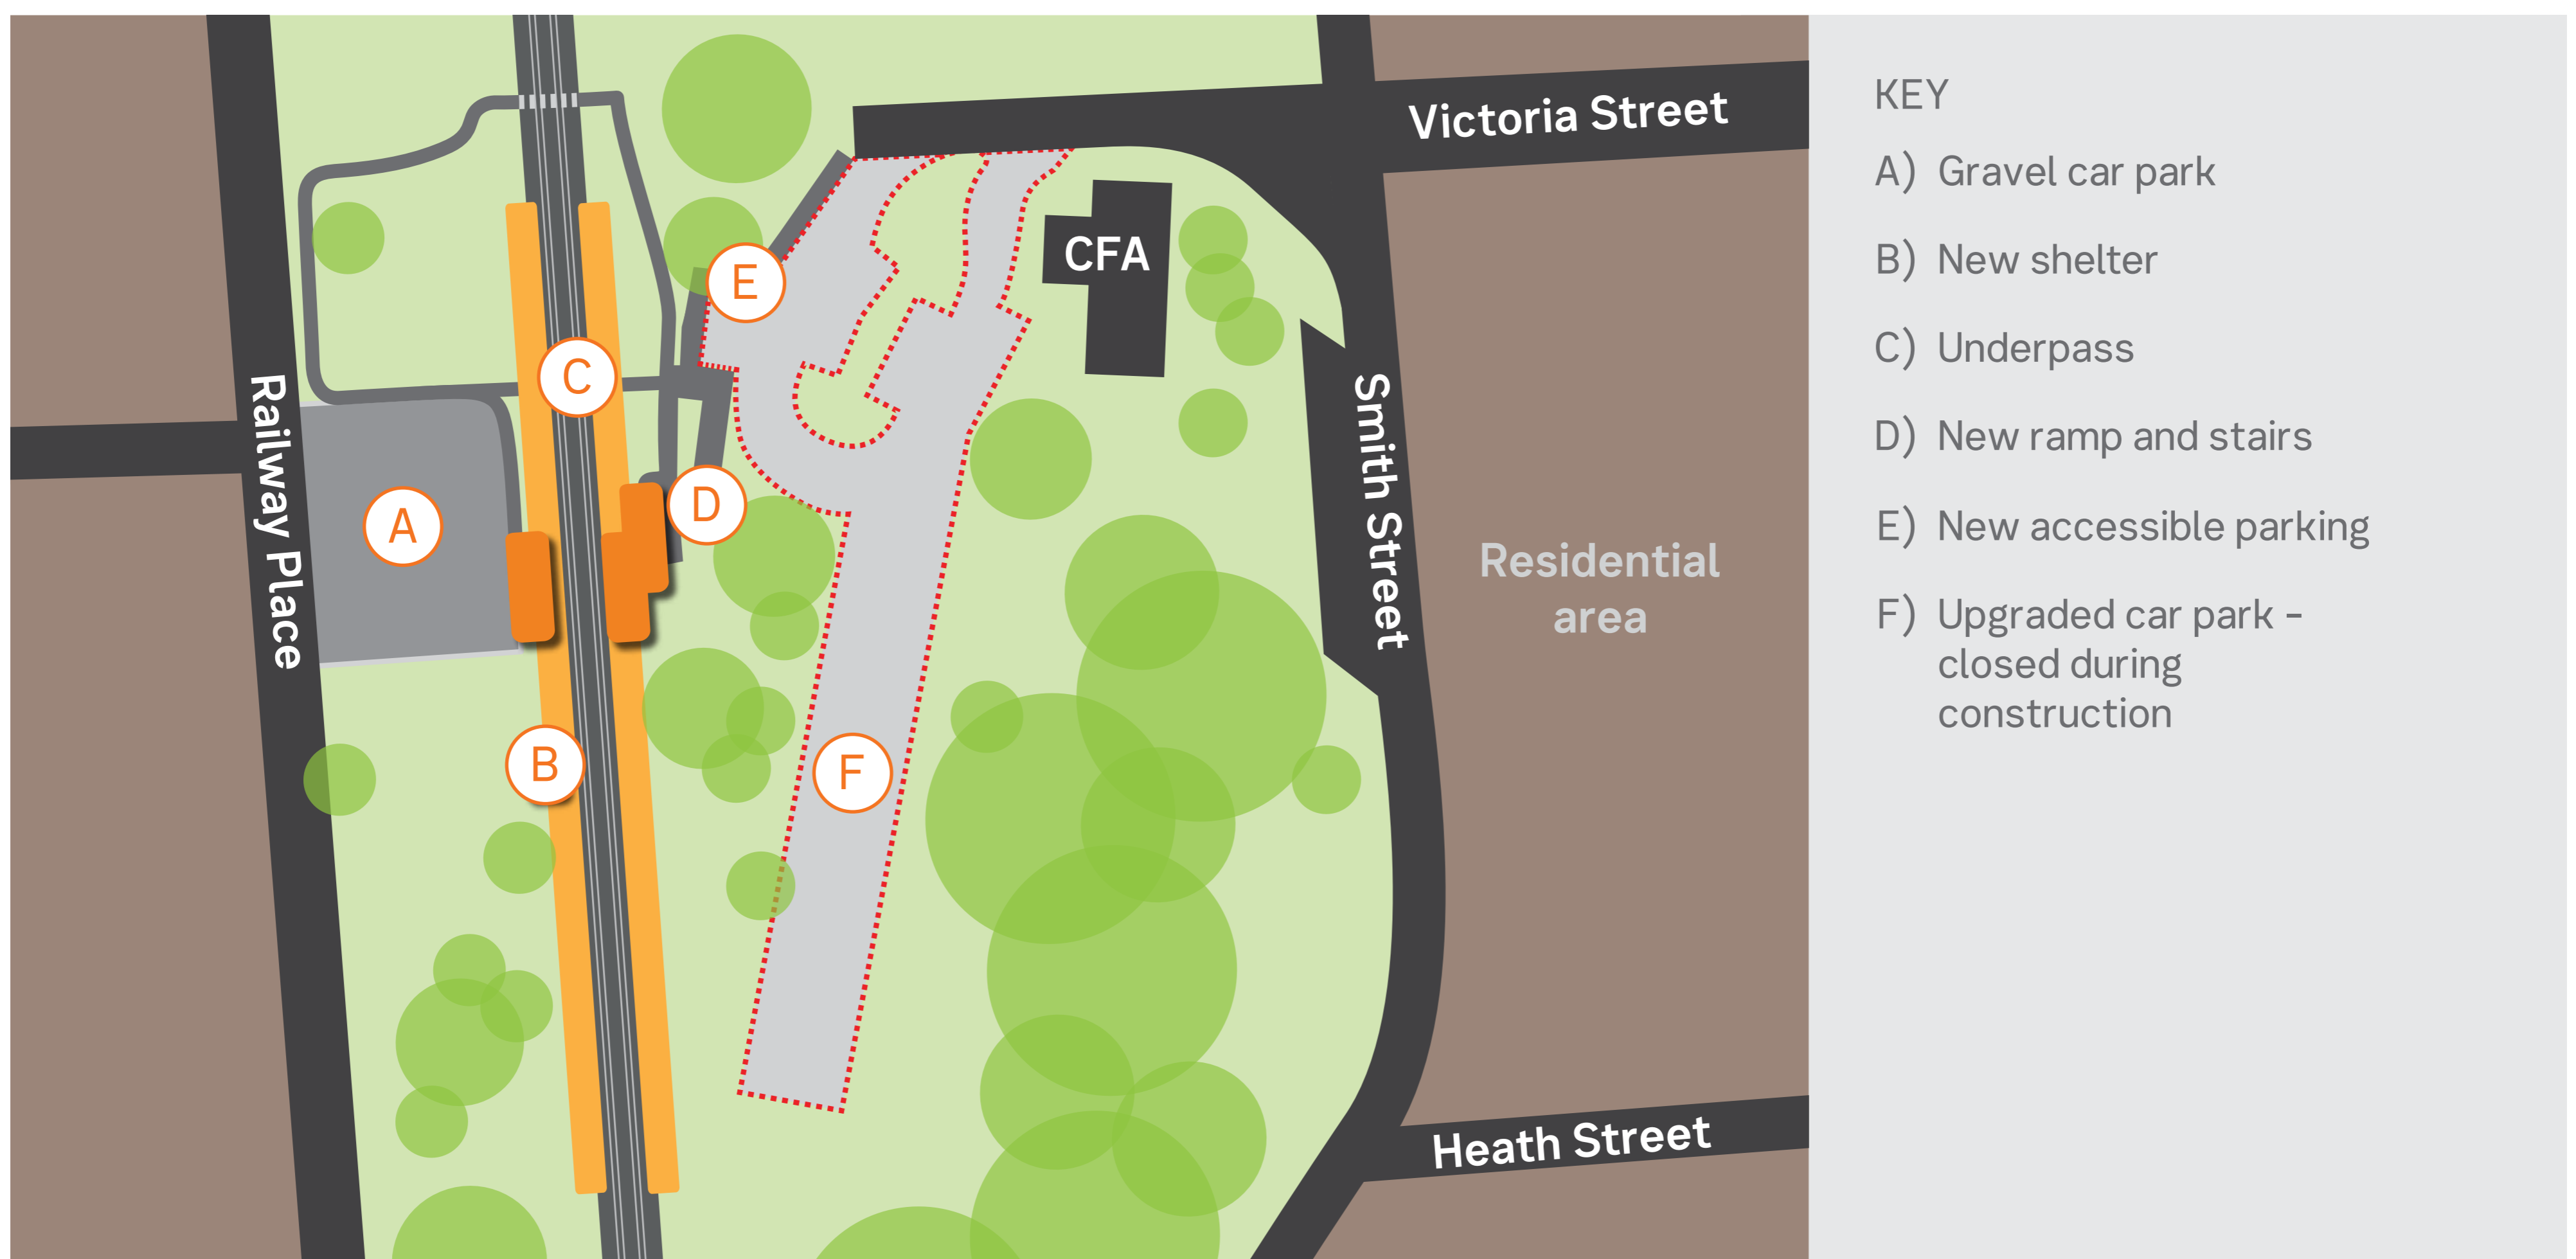 Victoria Street
CFA
E
C
Railway Place
Smith Street
A
D
Residential
area
B
F
Heath Street
KEY
A) Gravel car park
B) New shelter
C) Underpass
D) New ramp and stairs
E) New accessible parking
F) Upgraded car park –
closed during
construction